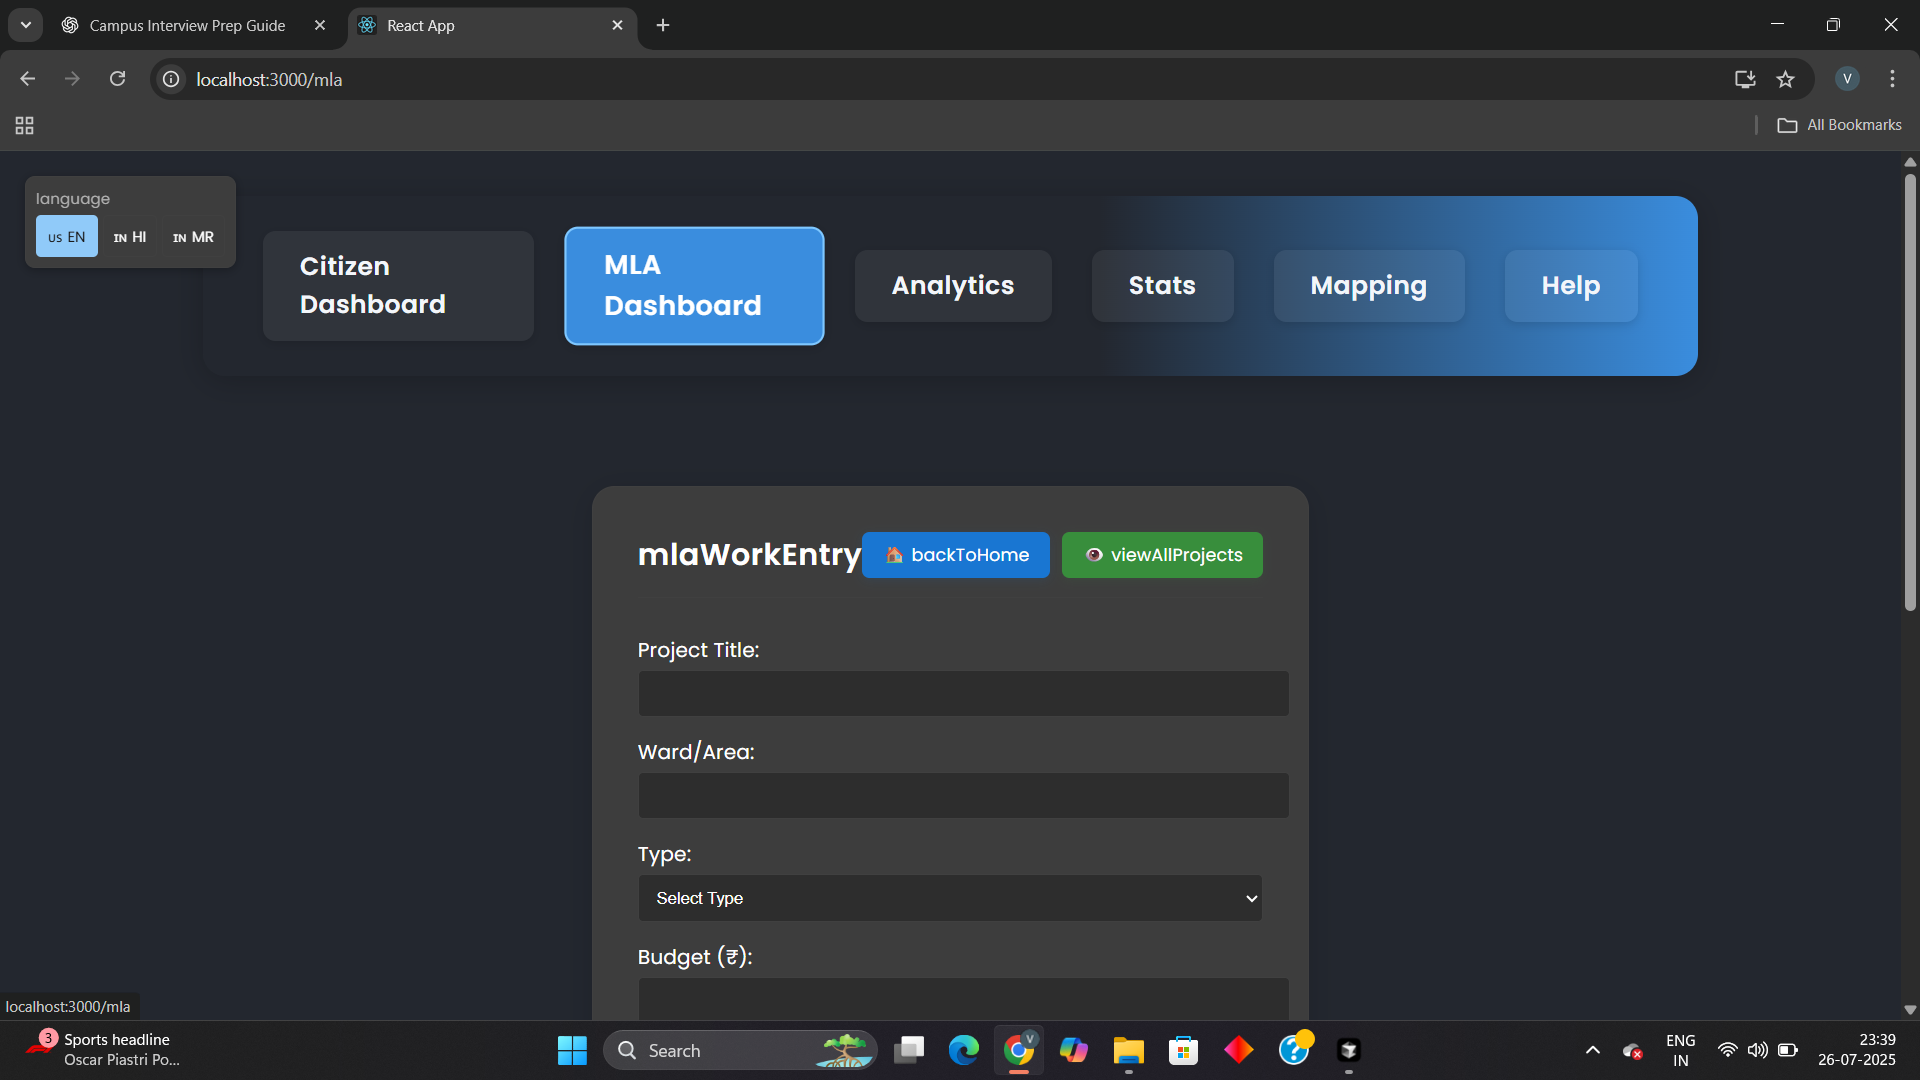 Campus Interview Prep Guide
React App
localhost:3000/mla
V
All Bookmarks
language
US EN
IN HI
IN MR
Citizen
Dashboard
MLA
Dashboard
Analytics
Stats
Mapping
Help
mlaWorkEntry
backToHome
viewAllProjects
Project Title:
Ward/Area:
Type:
Select Type
Budget (₹):
localhost:3000/mla
3
Sports headline
Oscar Piastri Po...
Search
V
ENG
IN
23:39
26-07-2025